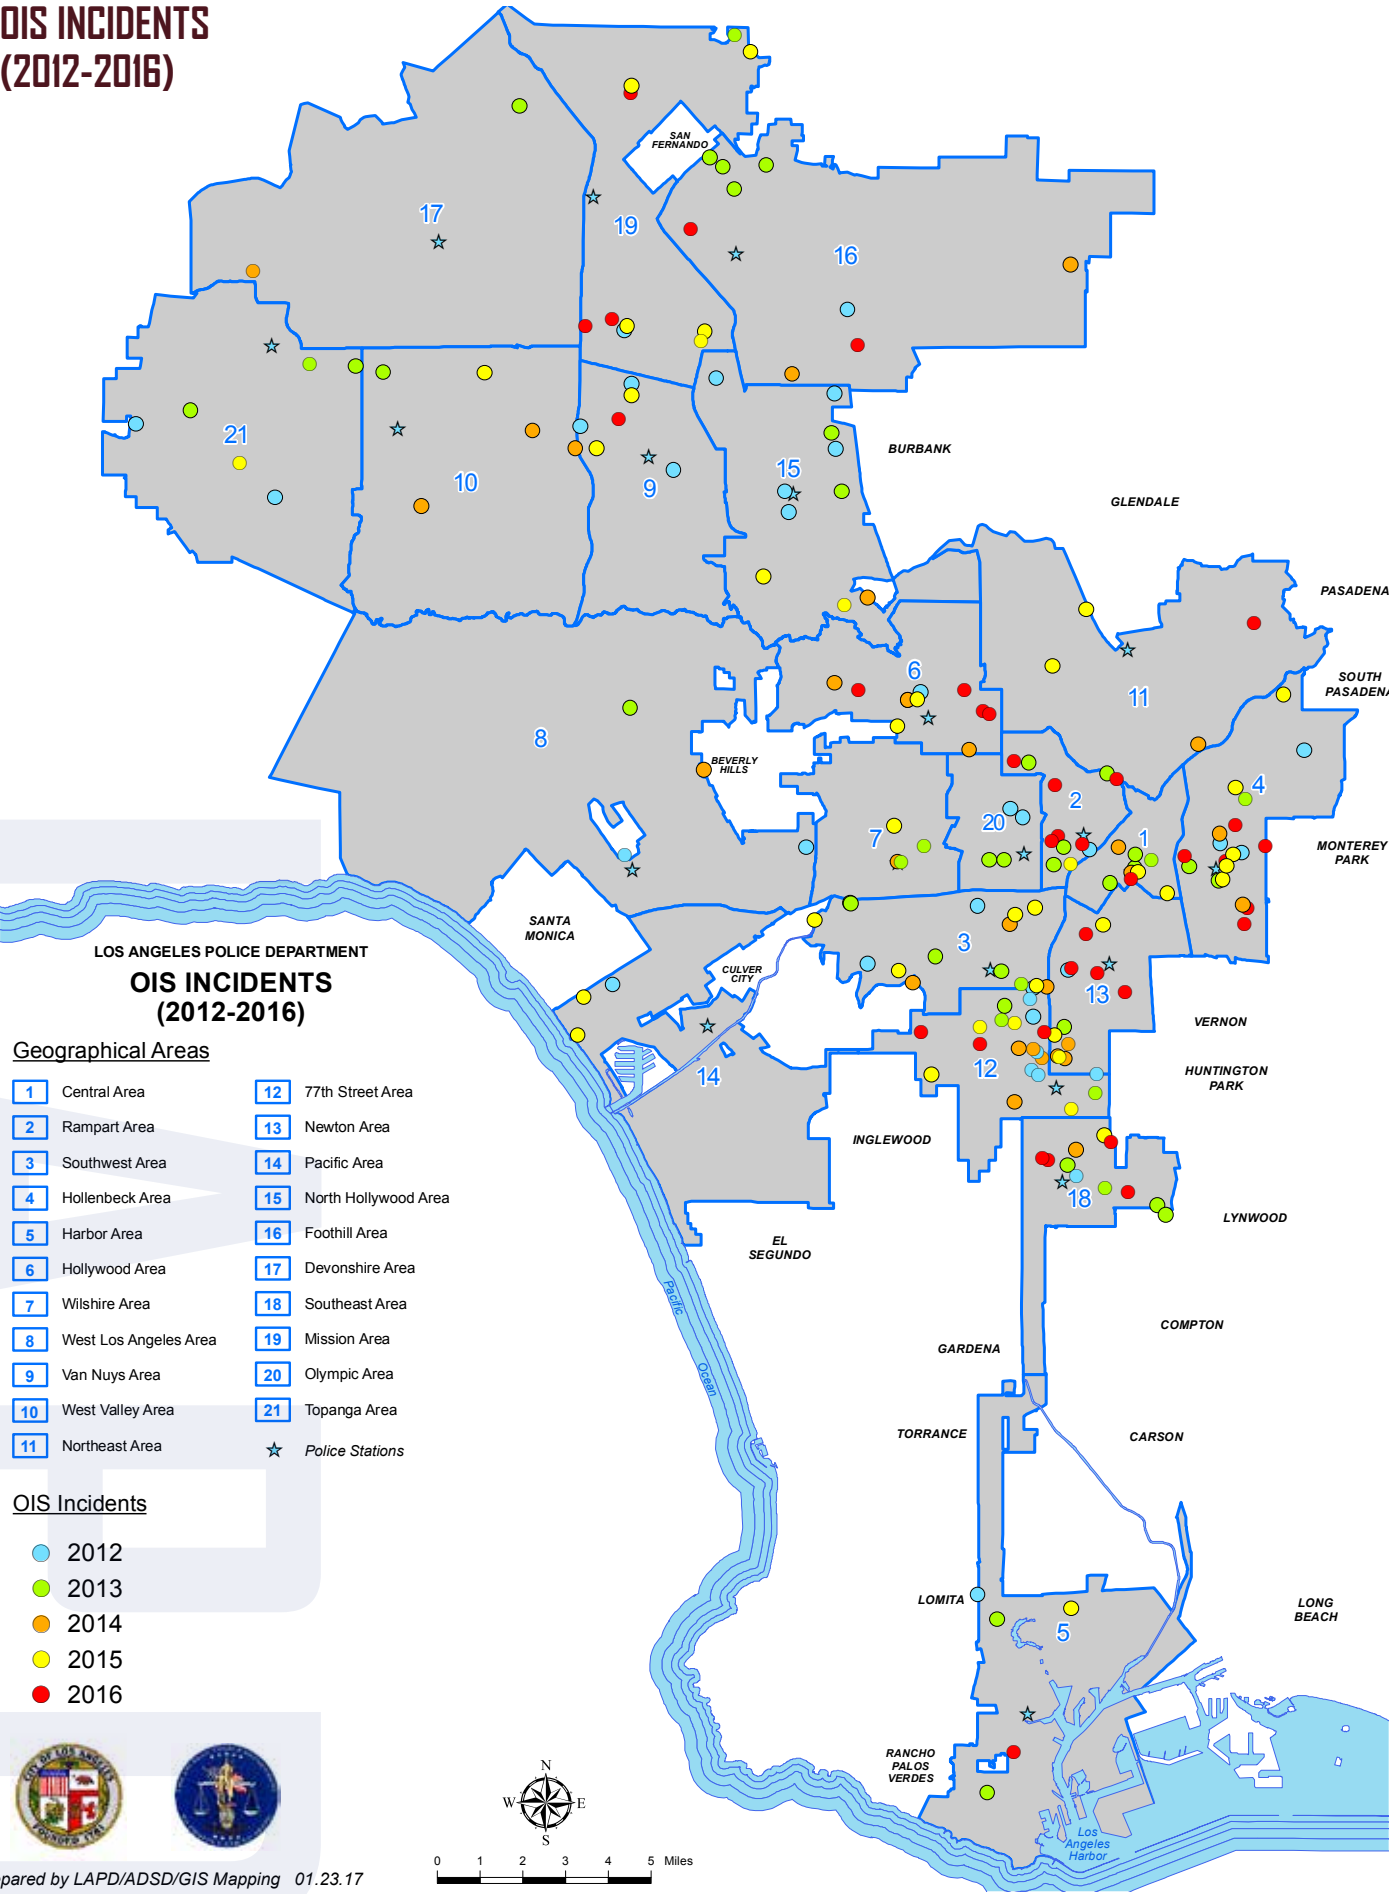 OIS INCIDENTS
(2012-2016)
SAN
FERNANDO
17
19
16
BURBANK
21
10
9
15
GLENDALE
PASADENA
SOUTH
PASADENA
6
11
8
BEVERLY
HILLS
4
2
20
7
1
MONTEREY
PARK
SANTA
MONICA
3
CULVER
CITY
13
VERNON
12
HUNTINGTON
PARK
14
INGLEWOOD
18
LYNWOOD
EL
SEGUNDO
Pacific
Ocean
COMPTON
GARDENA
TORRANCE
CARSON
LOMITA
LONG
BEACH
5
RANCHO
PALOS
VERDES
Los
Angeles
Harbor
LOS ANGELES POLICE DEPARTMENT
OIS INCIDENTS
(2012-2016)
Geographical Areas
1 Central Area
2 Rampart Area
3 Southwest Area
4 Hollenbeck Area
5 Harbor Area
6 Hollywood Area
7 Wilshire Area
8 West Los Angeles Area
9 Van Nuys Area
10 West Valley Area
11 Northeast Area
12 77th Street Area
13 Newton Area
14 Pacific Area
15 North Hollywood Area
16 Foothill Area
17 Devonshire Area
18 Southeast Area
19 Mission Area
20 Olympic Area
21 Topanga Area
Police Stations
OIS Incidents
2012
2013
2014
2015
2016
CITY OF LOS ANGELES
FOUNDED 1781
N
W E
S
0 1 2 3 4 5 Miles
pared by LAPD/ADSD/GIS Mapping 01.23.17